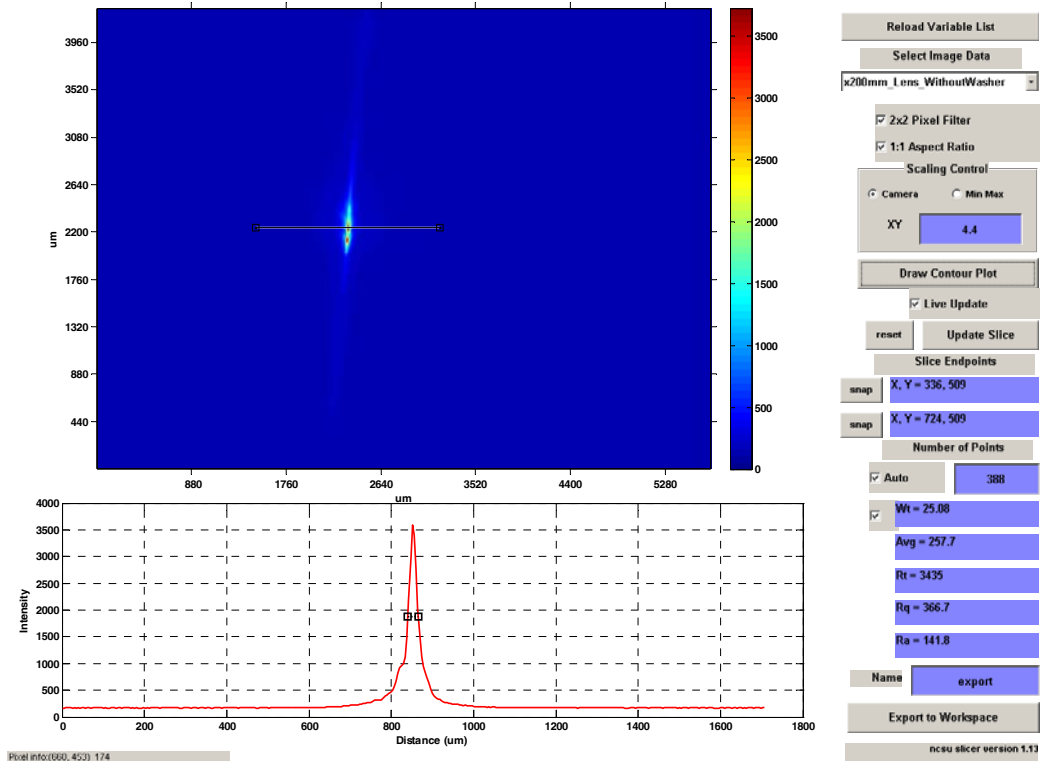 3960
3520
3080
2640
2200
1760
1320
880
440
um
880
1760
2640
3520
4400
5280
um
3500
3000
2500
2000
1500
1000
500
0
4000
3500
3000
2500
2000
1500
1000
500
0
Intensity
0
200
400
600
800
1000
1200
1400
1600
1800
Distance (um)
Pixel info:(660, 453) 174
Reload Variable List
Select Image Data
x200mm_Lens_WithoutWasher
2x2 Pixel Filter
1:1 Aspect Ratio
Scaling Control
Camera
Min Max
XY
4.4
Draw Contour Plot
Live Update
reset
Update Slice
Slice Endpoints
snap
X, Y = 336, 509
snap
X, Y = 724, 509
Number of Points
Auto
388
Wt = 25.08
Avg = 257.7
Rt = 3435
Rq = 366.7
Ra = 141.8
Name
export
Export to Workspace
ncsu slicer version 1.13